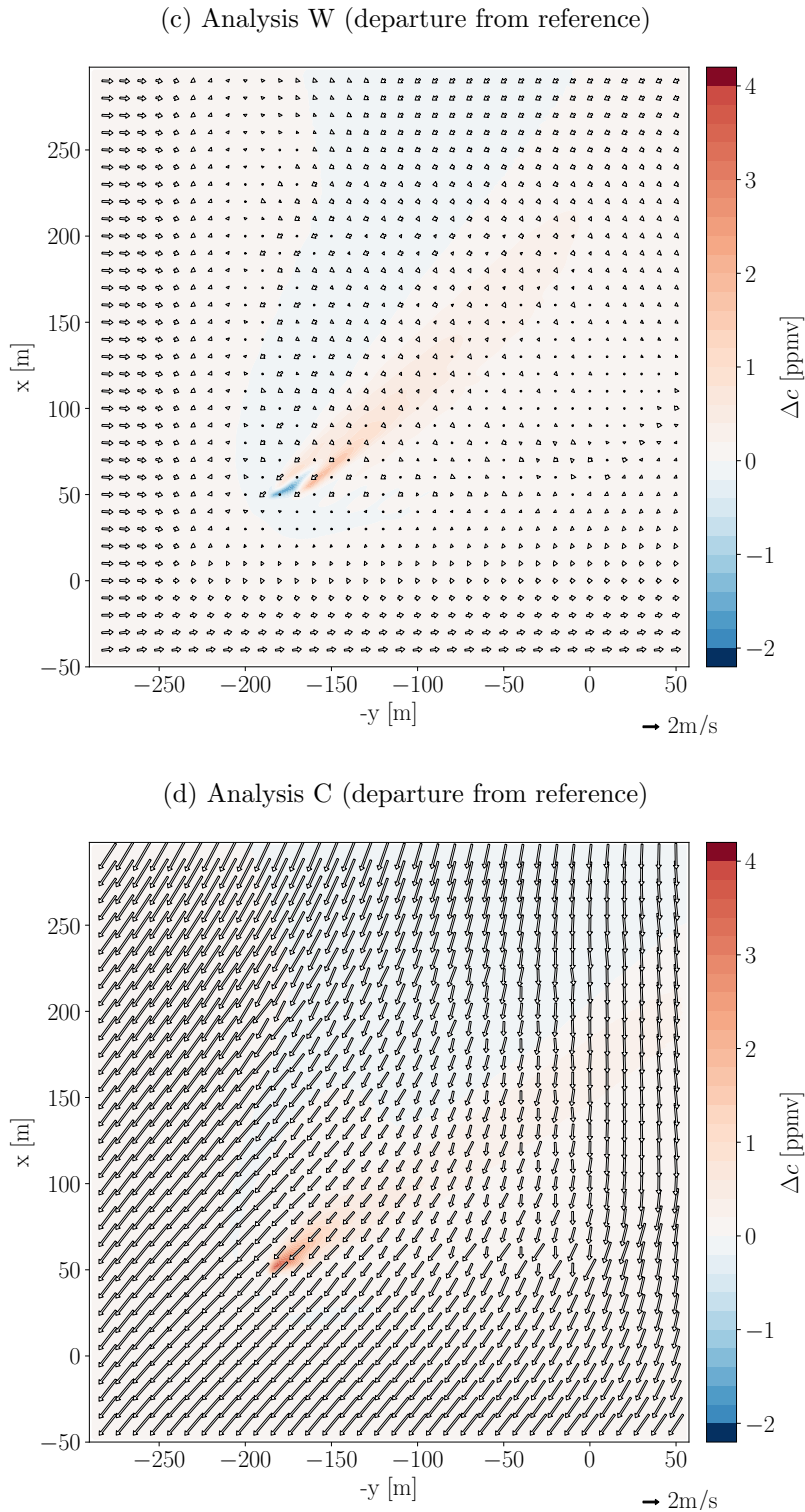 (c) Analysis W (departure from reference)
4
3
2
1
0
−1
−2
Δc [ppmv]
250
200
150
100
50
0
−50
x [m]
−250 −200 −150 −100 −50 0 50
-y [m]
2m/s
(d) Analysis C (departure from reference)
4
3
2
1
0
−1
−2
Δc [ppmv]
250
200
150
100
50
0
−50
x [m]
−250 −200 −150 −100 −50 0 50
-y [m]
2m/s